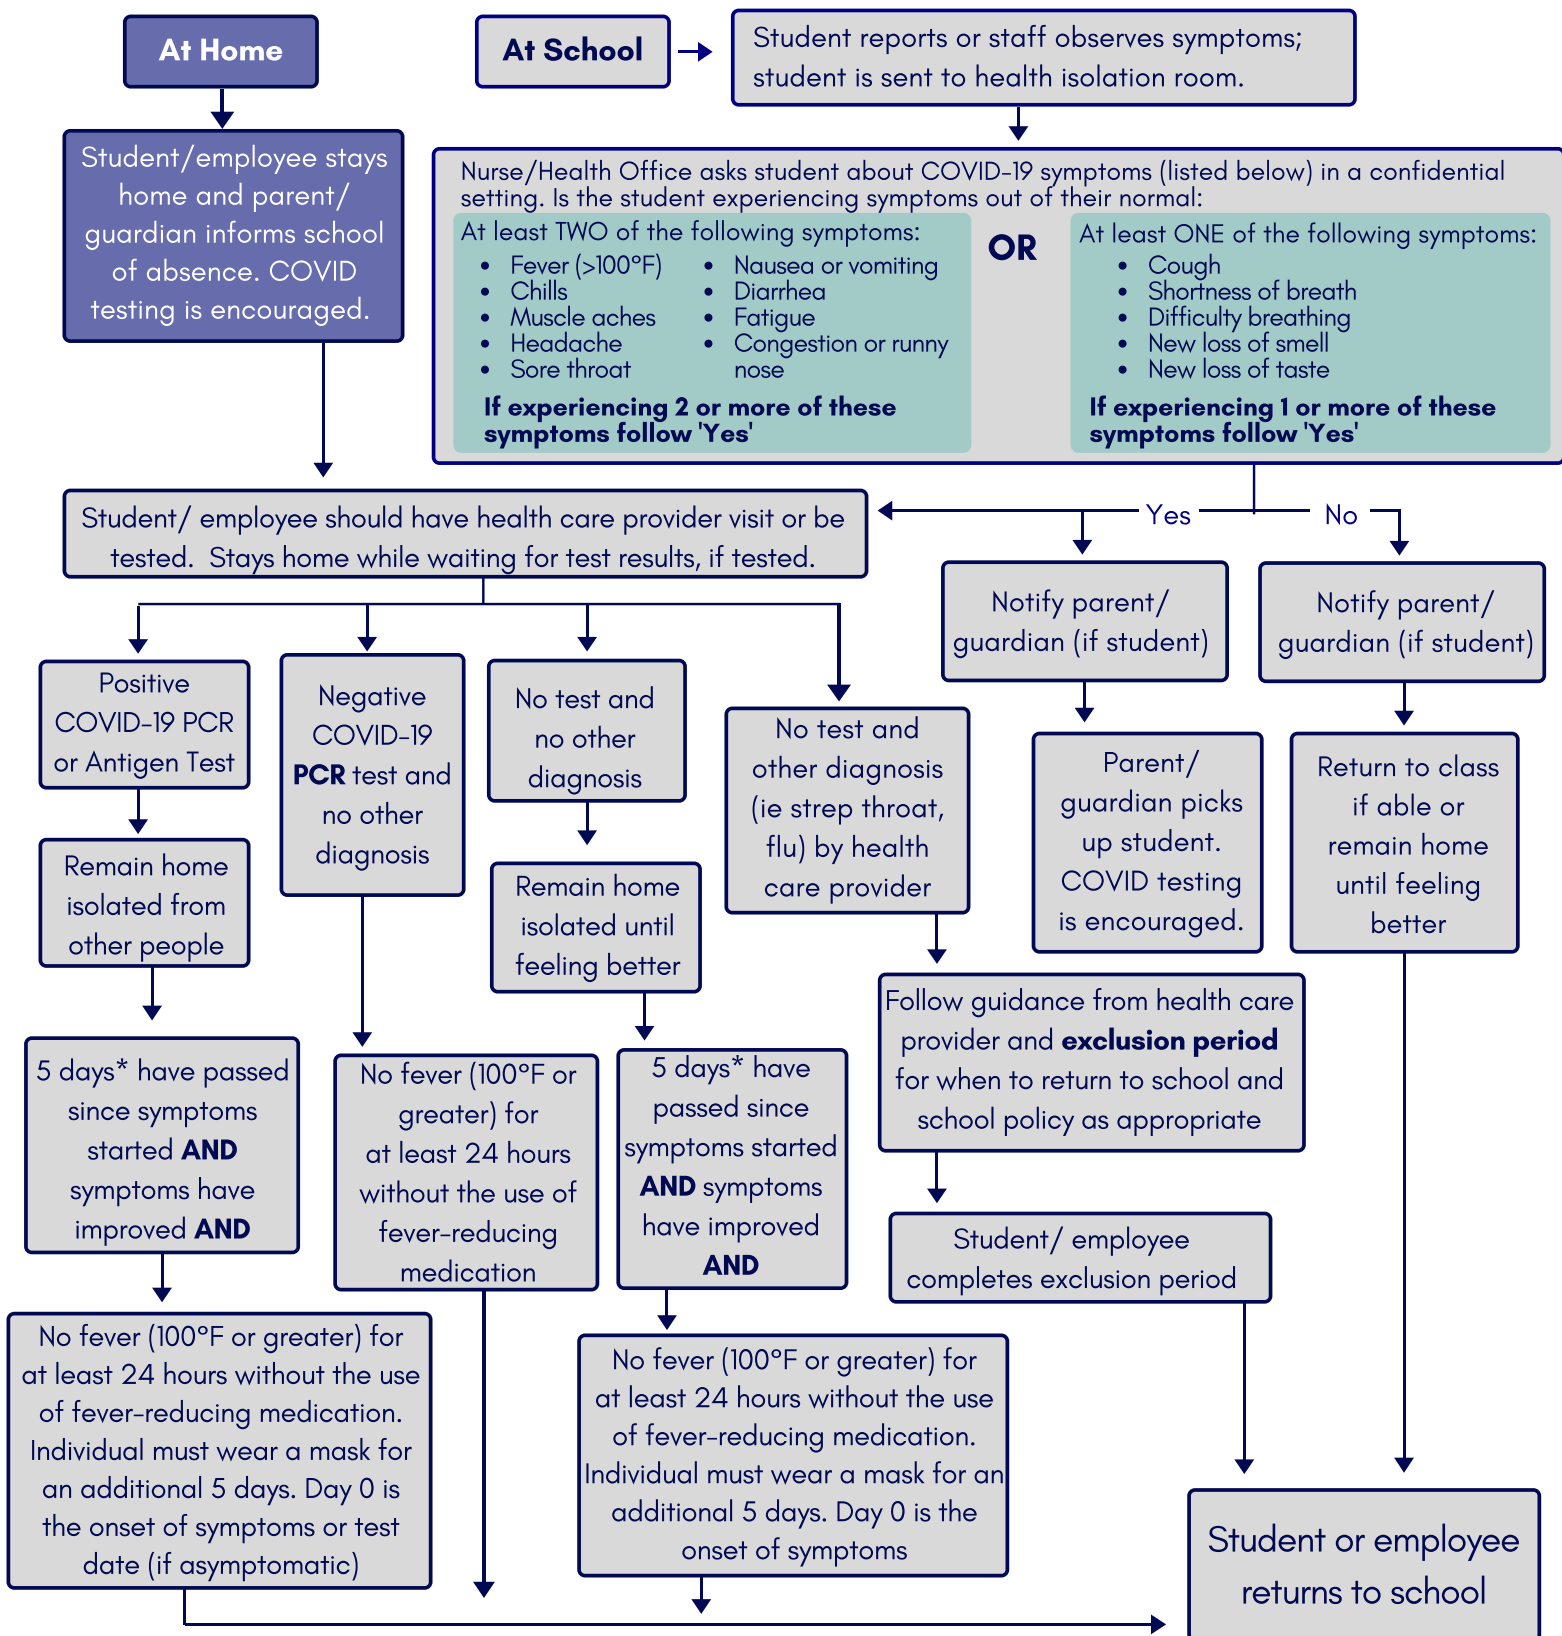 At Home
At School
Student reports or staff observes symptoms;
student is sent to health isolation room.
Student/employee stays
home and parent/
guardian informs school
of absence. COVID
testing is encouraged.
Nurse/Health Office asks student about COVID-19 symptoms (listed below) in a confidential
setting. Is the student experiencing symptoms out of their normal:
At least TWO of the following symptoms:
• Fever (>100°F)
• Chills
• Muscle aches
• Headache
• Sore throat
• Nausea or vomiting
• Diarrhea
• Fatigue
• Congestion or runny
nose
If experiencing 2 or more of these
symptoms follow 'Yes'
OR
At least ONE of the following symptoms:
• Cough
• Shortness of breath
• Difficulty breathing
• New loss of smell
• New loss of taste
If experiencing 1 or more of these
symptoms follow 'Yes'
Student/ employee should have health care provider visit or be
tested. Stays home while waiting for test results, if tested.
Yes
No
Notify parent/
guardian (if student)
Notify parent/
guardian (if student)
Positive
COVID-19 PCR
or Antigen Test
Negative
COVID-19
PCR test and
no other
diagnosis
No test and
no other
diagnosis
No test and
other diagnosis
(ie strep throat,
flu) by health
care provider
Parent/
guardian picks
up student.
COVID testing
is encouraged.
Return to class
if able or
remain home
until feeling
better
Remain home
isolated from
other people
Remain home
isolated until
feeling better
Follow guidance from health care
provider and exclusion period
for when to return to school and
school policy as appropriate
5 days* have passed
since symptoms
started AND
symptoms have
improved AND
No fever (100°F or
greater) for
at least 24 hours
without the use of
fever-reducing
medication
5 days* have
passed since
symptoms started
AND symptoms
have improved
AND
Student/ employee
completes exclusion period
No fever (100°F or greater) for
at least 24 hours without the use
of fever-reducing medication.
Individual must wear a mask for
an additional 5 days. Day 0 is
the onset of symptoms or test
date (if asymptomatic)
No fever (100°F or greater) for
at least 24 hours without the use
of fever-reducing medication.
Individual must wear a mask for an
additional 5 days. Day 0 is the
onset of symptoms
Student or employee
returns to school